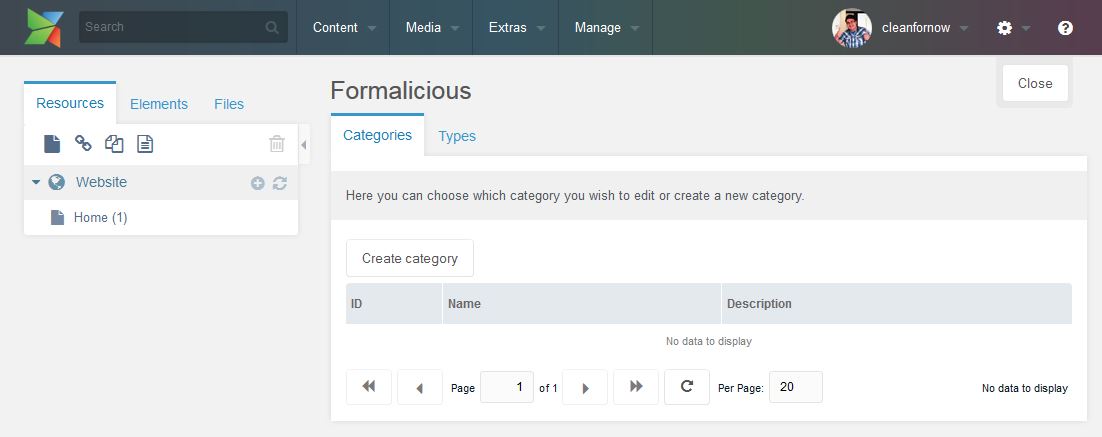 Search Content Media Extras Manage cleanfornow
Close
Formalicious
Resources Elements Files
Categories Types
Website
Home (1)
Here you can choose which category you wish to edit or create a new category.
Create category
ID Name Description
No data to display
Page 1 of 1 Per Page: 20 No data to display